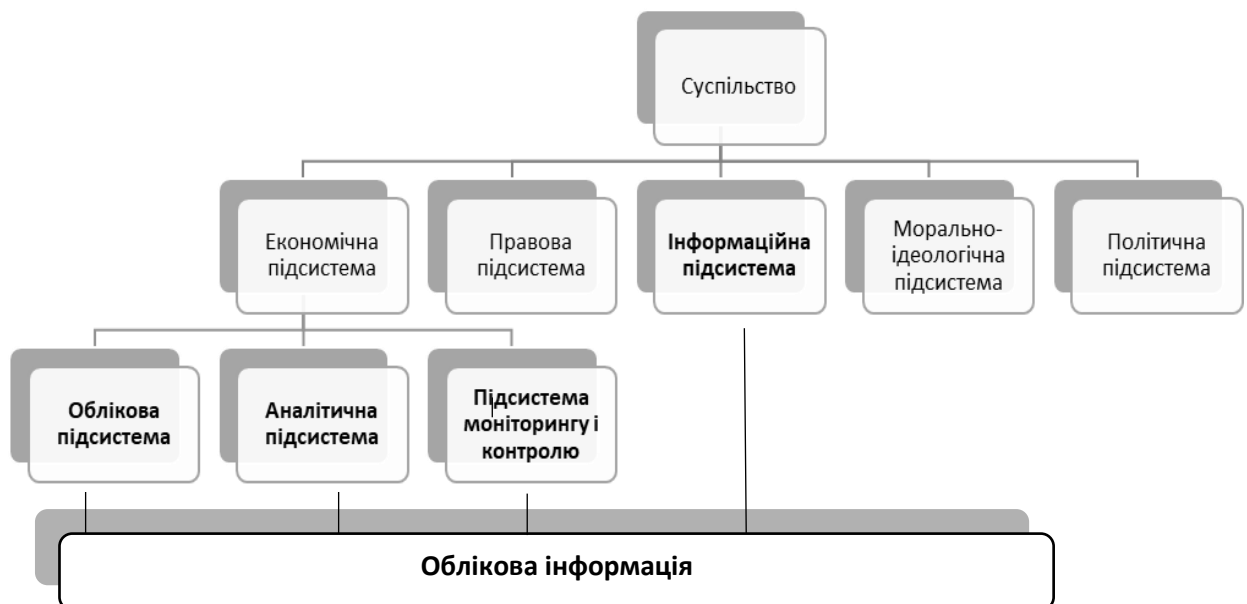 Суспільство
Економічна
підсистема
Правова
підсистема
Інформаційна
підсистема
Морально-
ідеологічна
підсистема
Політична
підсистема
Облікова
підсистема
Аналітична
підсистема
Підсистема
моніторингу і
контролю
Облікова інформація